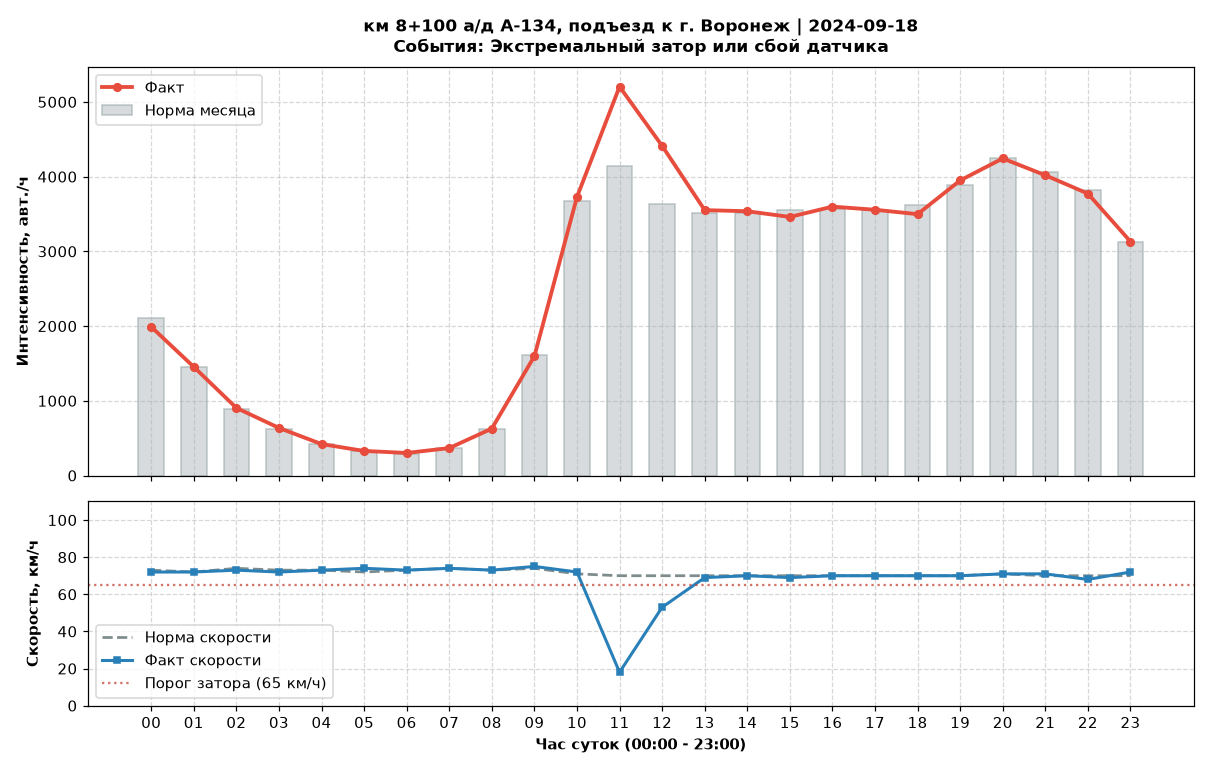 км 8+100 а/д А-134, подъезд к г. Воронеж | 2024-09-18
События: Экстремальный затор или сбой датчика
Факт
Норма месяца
Интенсивность, авт./ч
5000
4000
3000
2000
1000
0
Скорость, км/ч
100
80
60
40
20
0
Норма скорости
Факт скорости
Порог затора (65 км/ч)
00 01 02 03 04 05 06 07 08 09 10 11 12 13 14 15 16 17 18 19 20 21 22 23
Час суток (00:00 - 23:00)